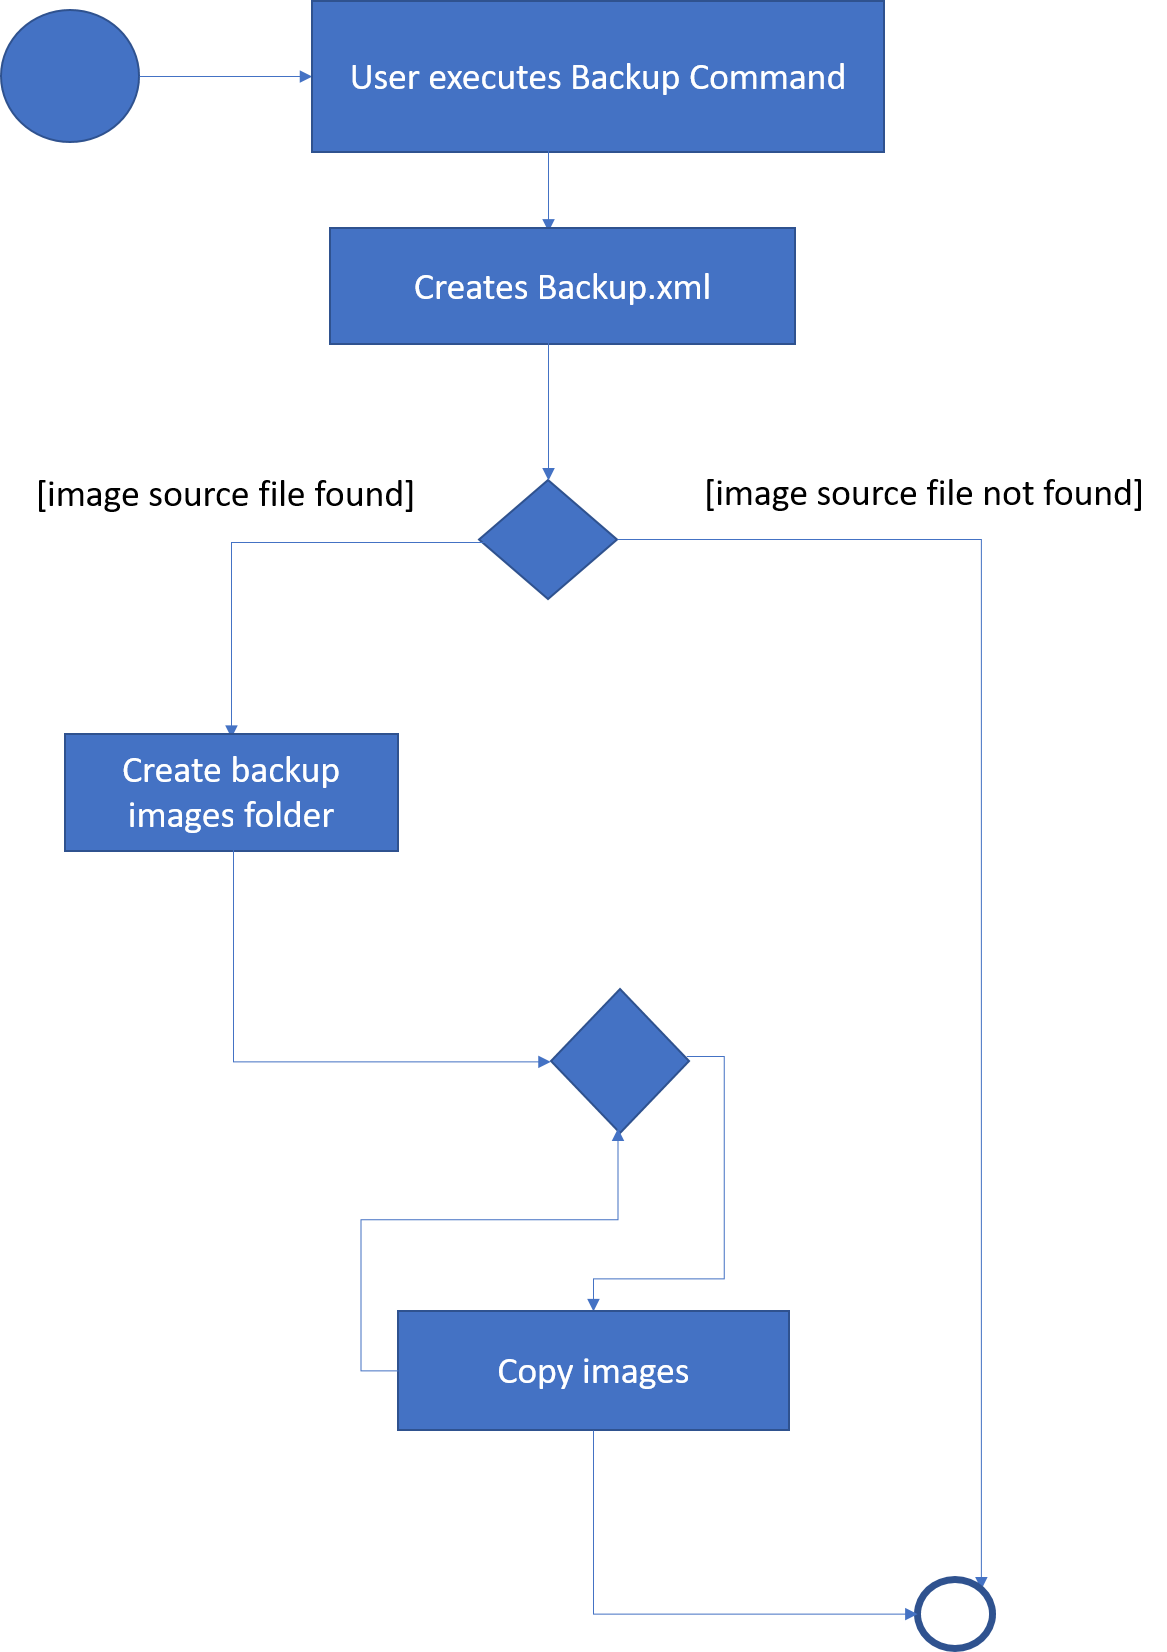 User executes Backup Command
Creates Backup.xml
[image source file found]
[image source file not found]
Create backup
images folder
Copy images